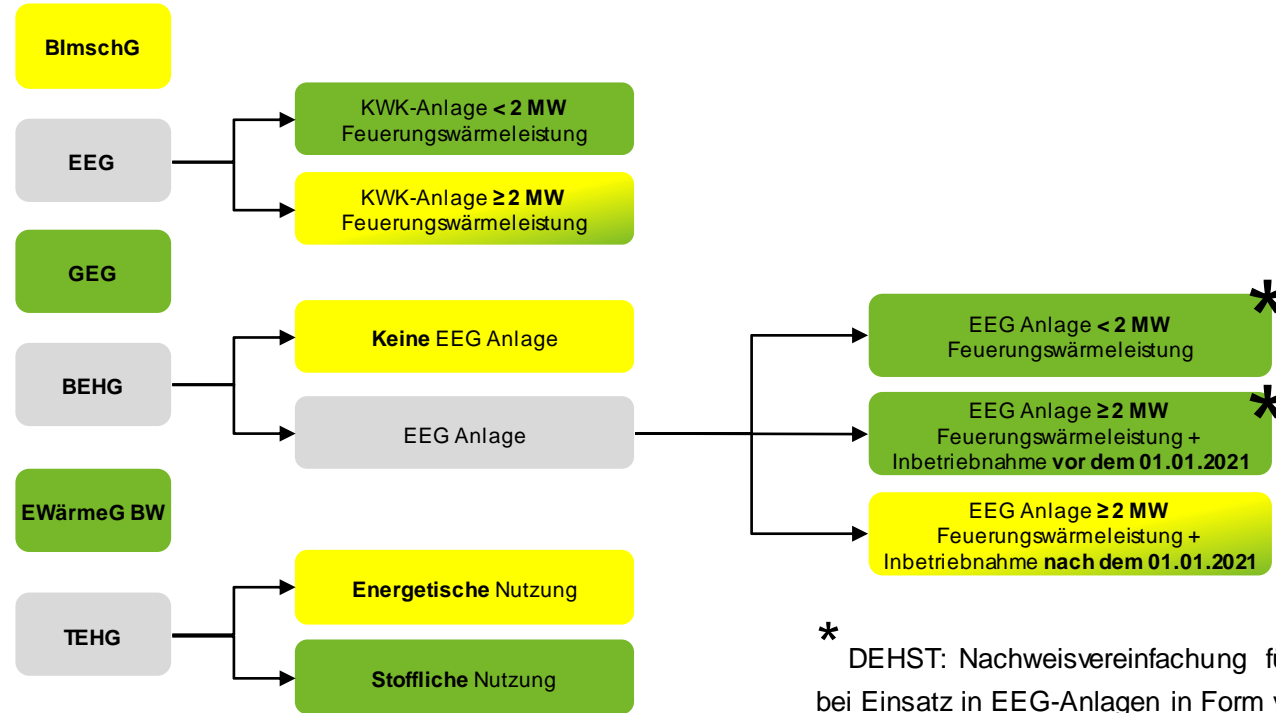 BImschG
KWK-Anlage < 2 MW
Feuerungswärmeleistung
EEG
KWK-Anlage ≥ 2 MW
Feuerungswärmeleistung
GEG
Keine EEG Anlage
BEHG
EEG Anlage
EEG Anlage < 2 MW
Feuerungswärmeleistung
*
EEG Anlage ≥ 2 MW
Feuerungswärmeleistung +
Inbetriebnahme vor dem 01.01.2021
*
EEG Anlage ≥ 2 MW
Feuerungswärmeleistung +
Inbetriebnahme nach dem 01.01.2021
EWärmeG BW
Energetische Nutzung
TEHG
Stoffliche Nutzung
* DEHST: Nachweisvereinfachung
bei Einsatz in EEG-Anlagen in Form